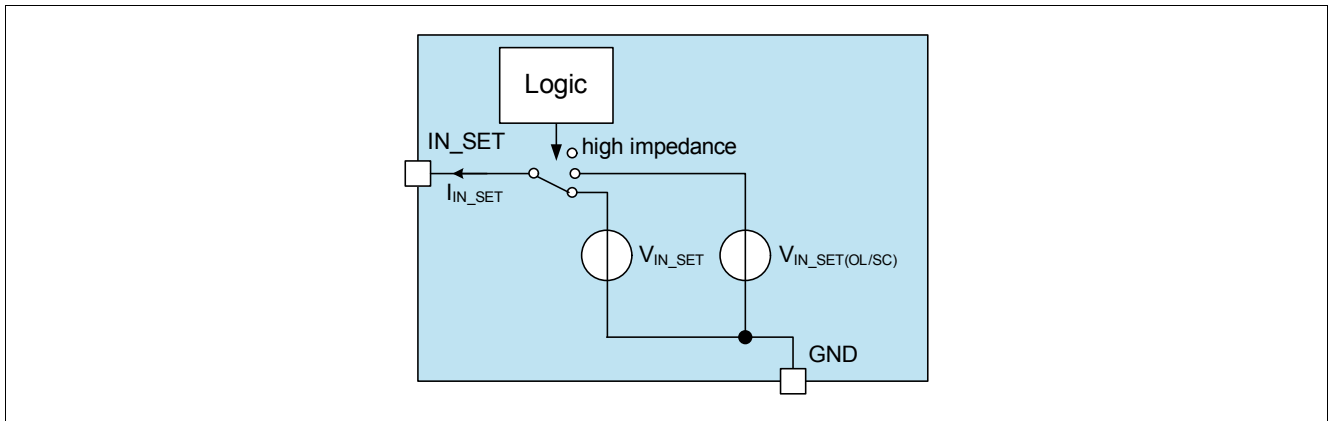 Logic
IN_SET
high impedance
IIN_SET
VIN_SET
VIN_SET(OL/SC)
GND